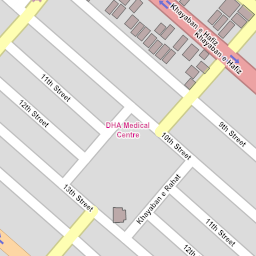 Khayaban e Hafiz
Khayaban e Hafiz
11th Street
12th Street
DHA Medical
Centre
10th Street
9th Street
13th Street
Khayaban e Rahat
11th Street
12th